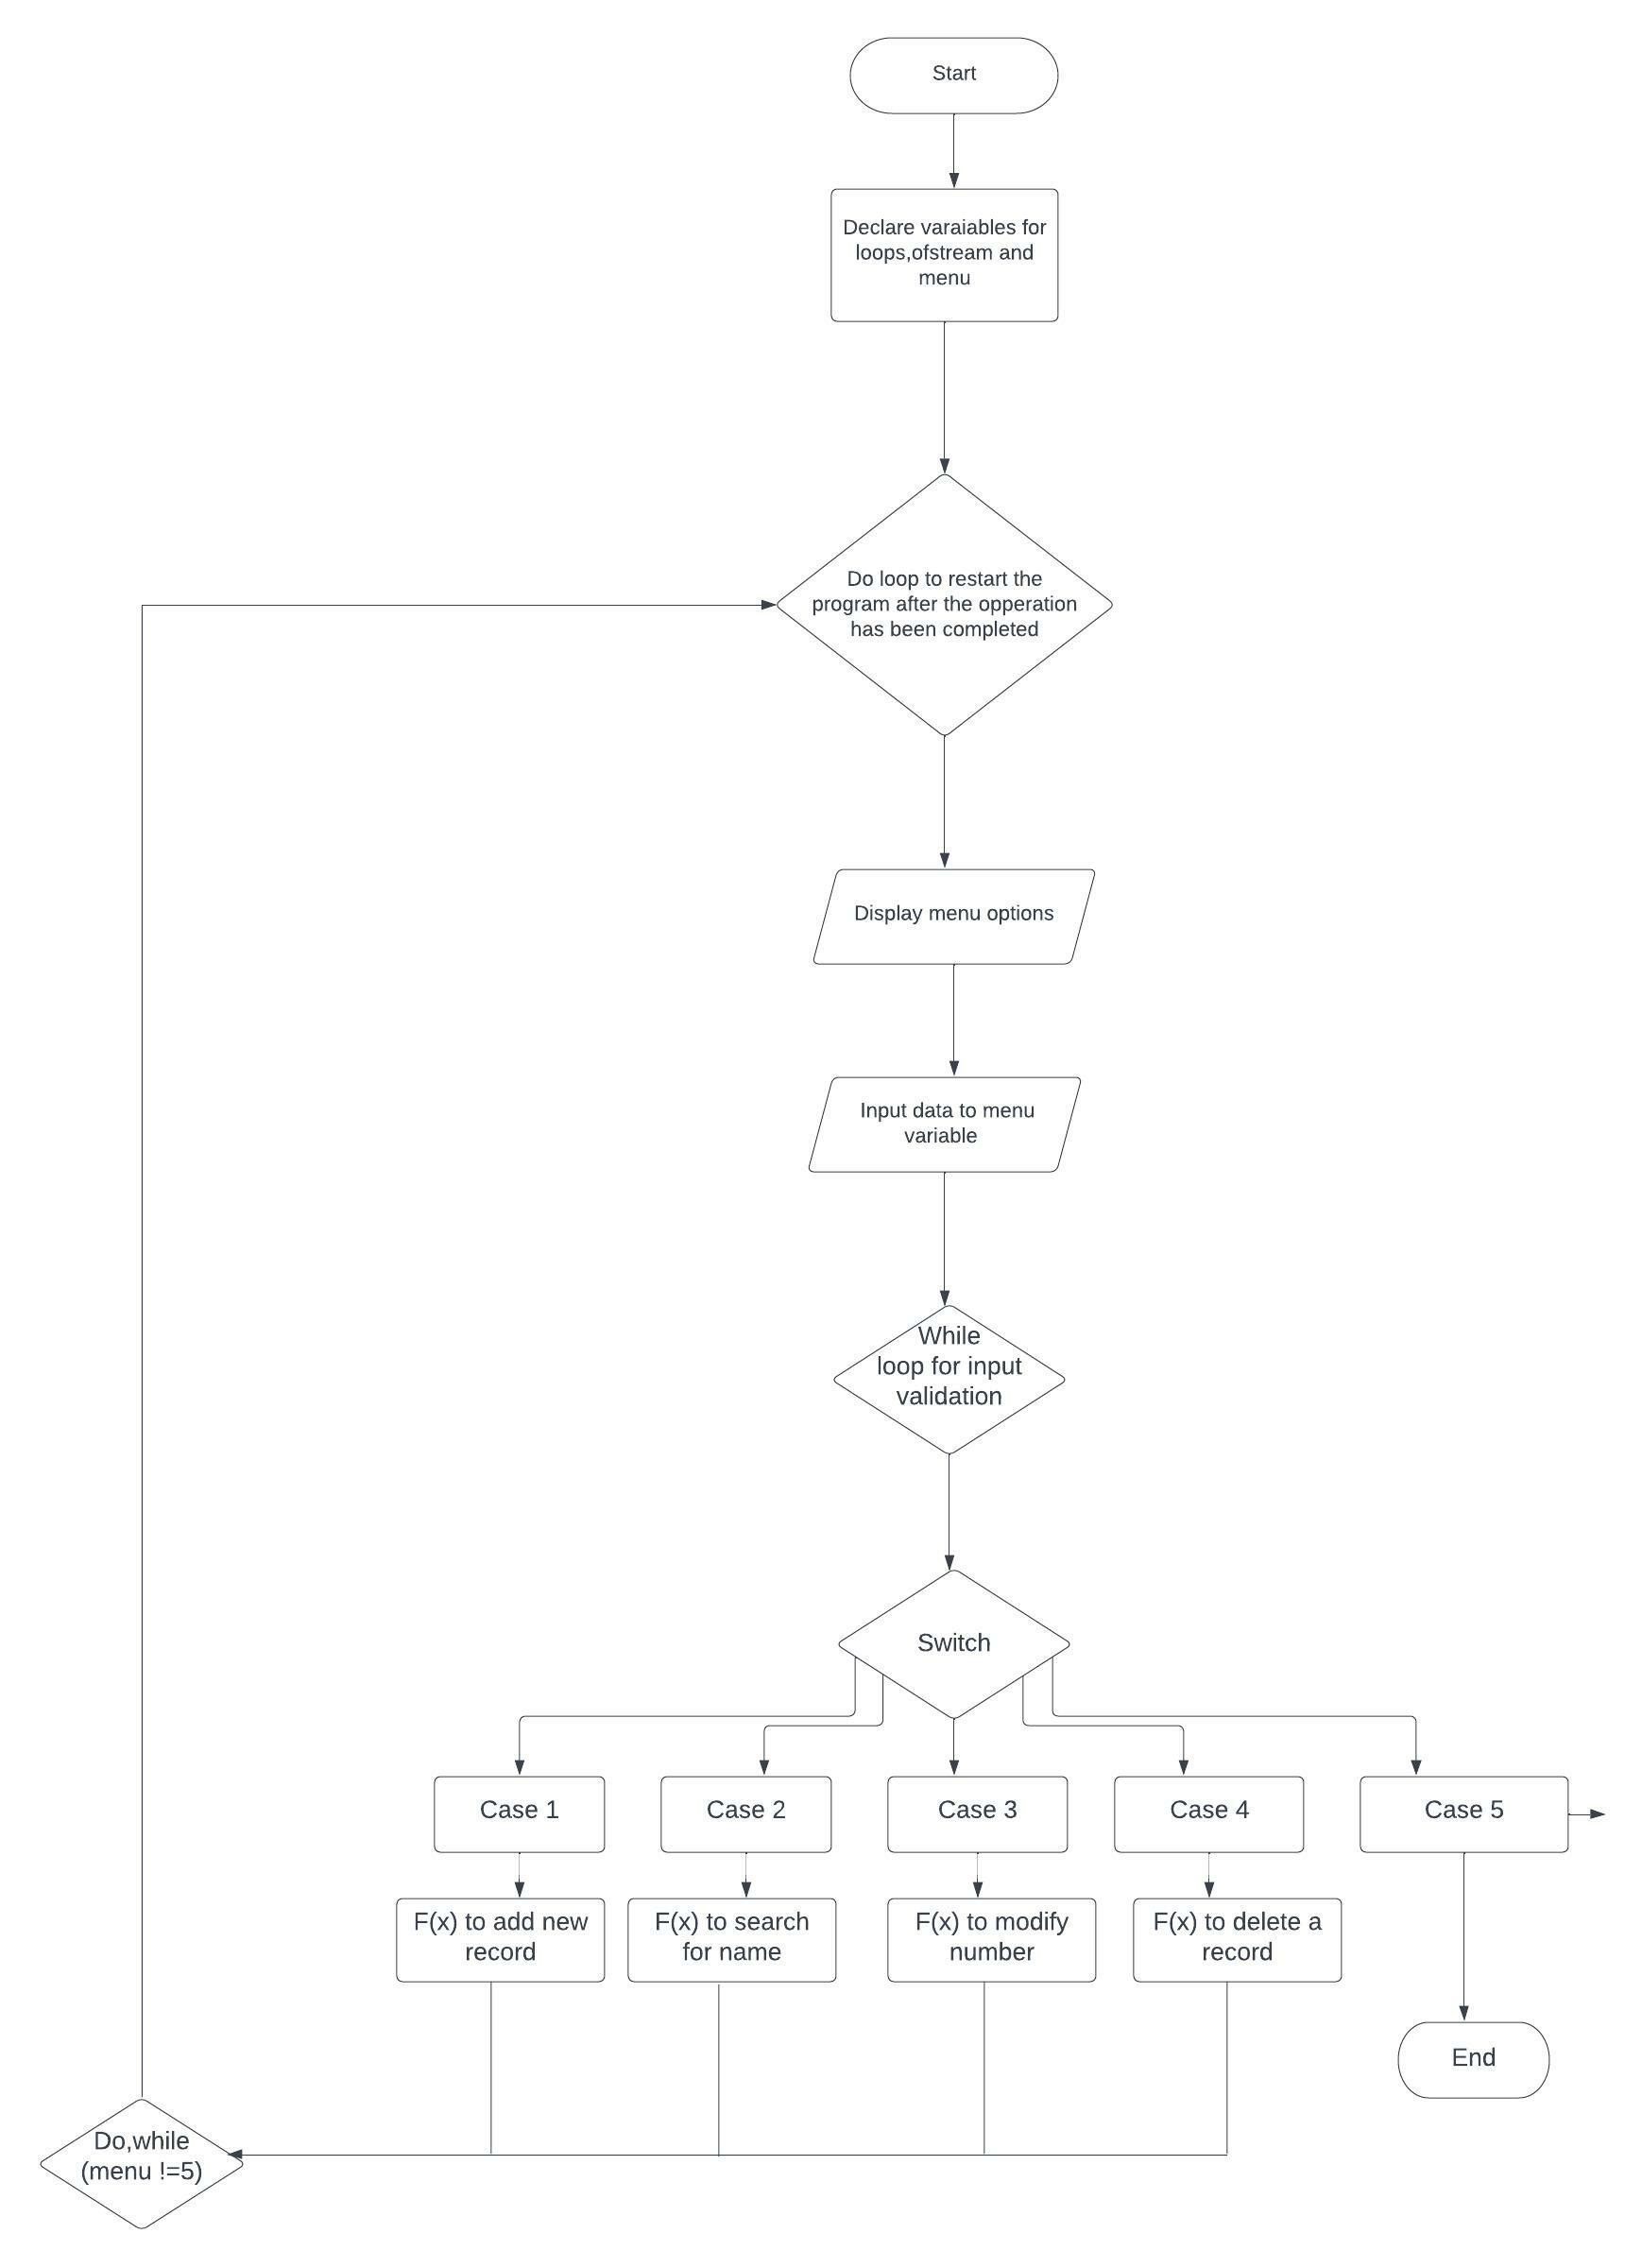 Start
Declare varaiables for
loops,ofstream and
menu
Do loop to restart the
program after the opperation
has been completed
Display menu options
Input data to menu
variable
While
loop for input
validation
Switch
Case 1
Case 2
Case 3
Case 4
Case 5
F(x) to add new
record
F(x) to search
for name
F(x) to modify
number
F(x) to delete a
record
End
Do,while
(menu !=5)